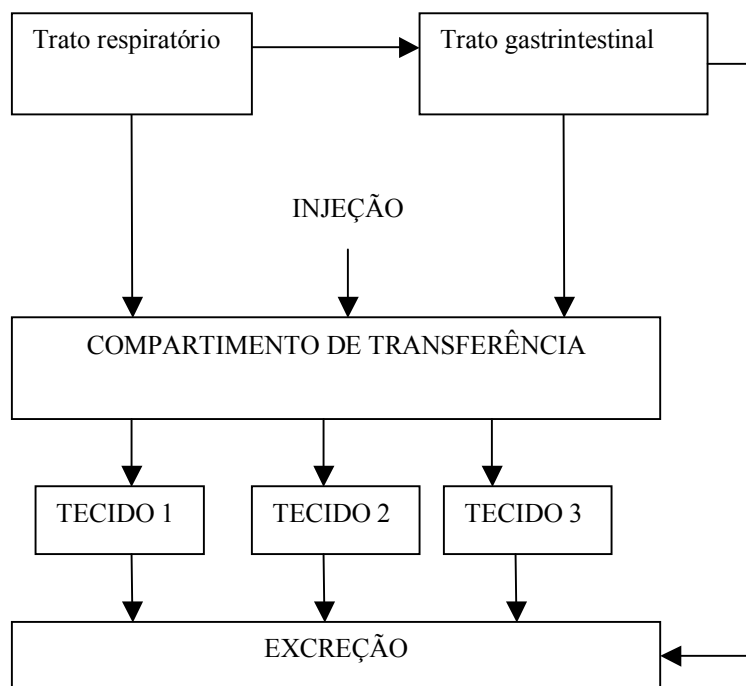 Trato respiratório
Trato gastrintestinal
INJEÇÃO
COMPARTIMENTO DE TRANSFERÊNCIA
TECIDO 1
TECIDO 2
TECIDO 3
EXCREÇÃO